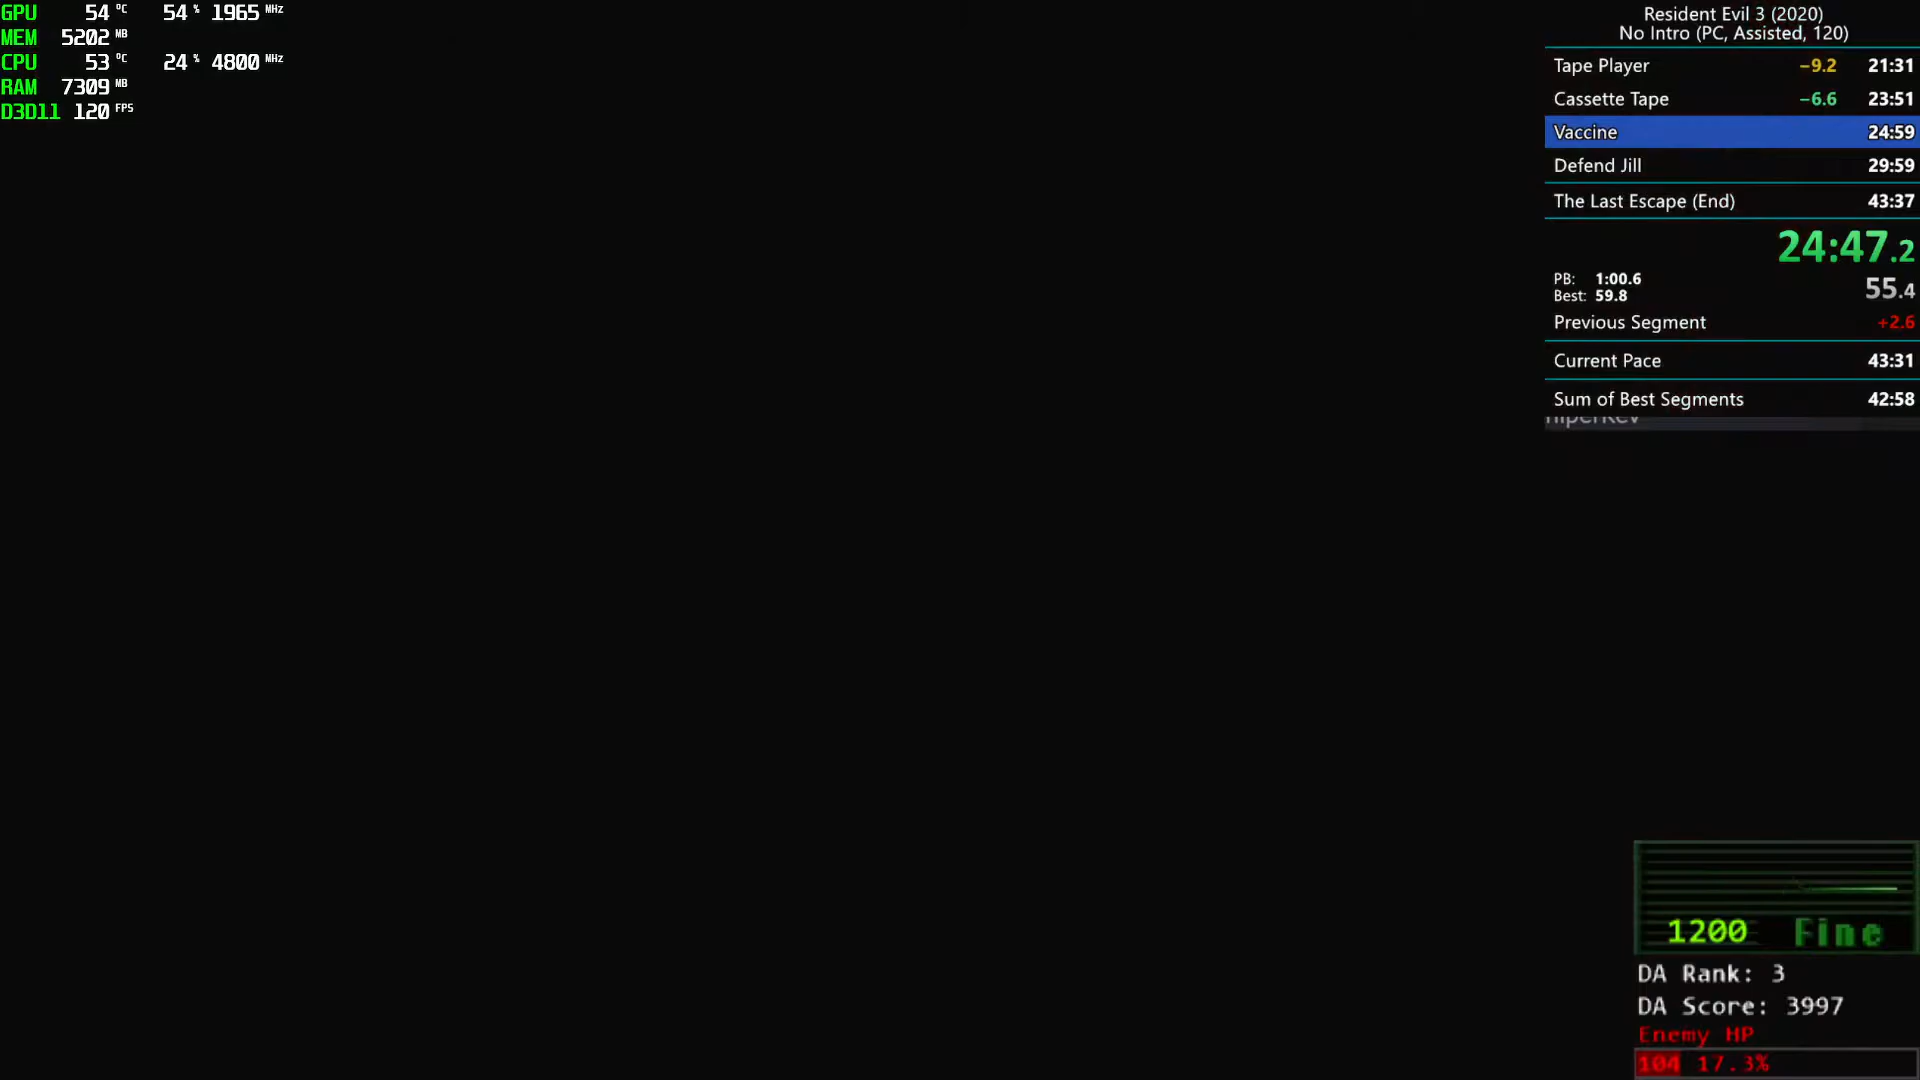 GPU 54 °C 54 % 1965 MHz
MEM 5202 MB
CPU 53 °C 24 % 4800 MHz
RAM 7309 MB
D3D11 120 FPS
Resident Evil 3 (2020)
No Intro (PC, Assisted, 120)
Tape Player −9.2 21:31
Cassette Tape −6.6 23:51
Vaccine 24:59
Defend Jill 29:59
The Last Escape (End) 43:37
24:47.2
PB: 1:00.6
Best: 59.8
55.4
Previous Segment +2.6
Current Pace 43:31
Sum of Best Segments 42:58
1200 Fine
DA Rank: 3
DA Score: 3997
Enemy HP
104 17.3%